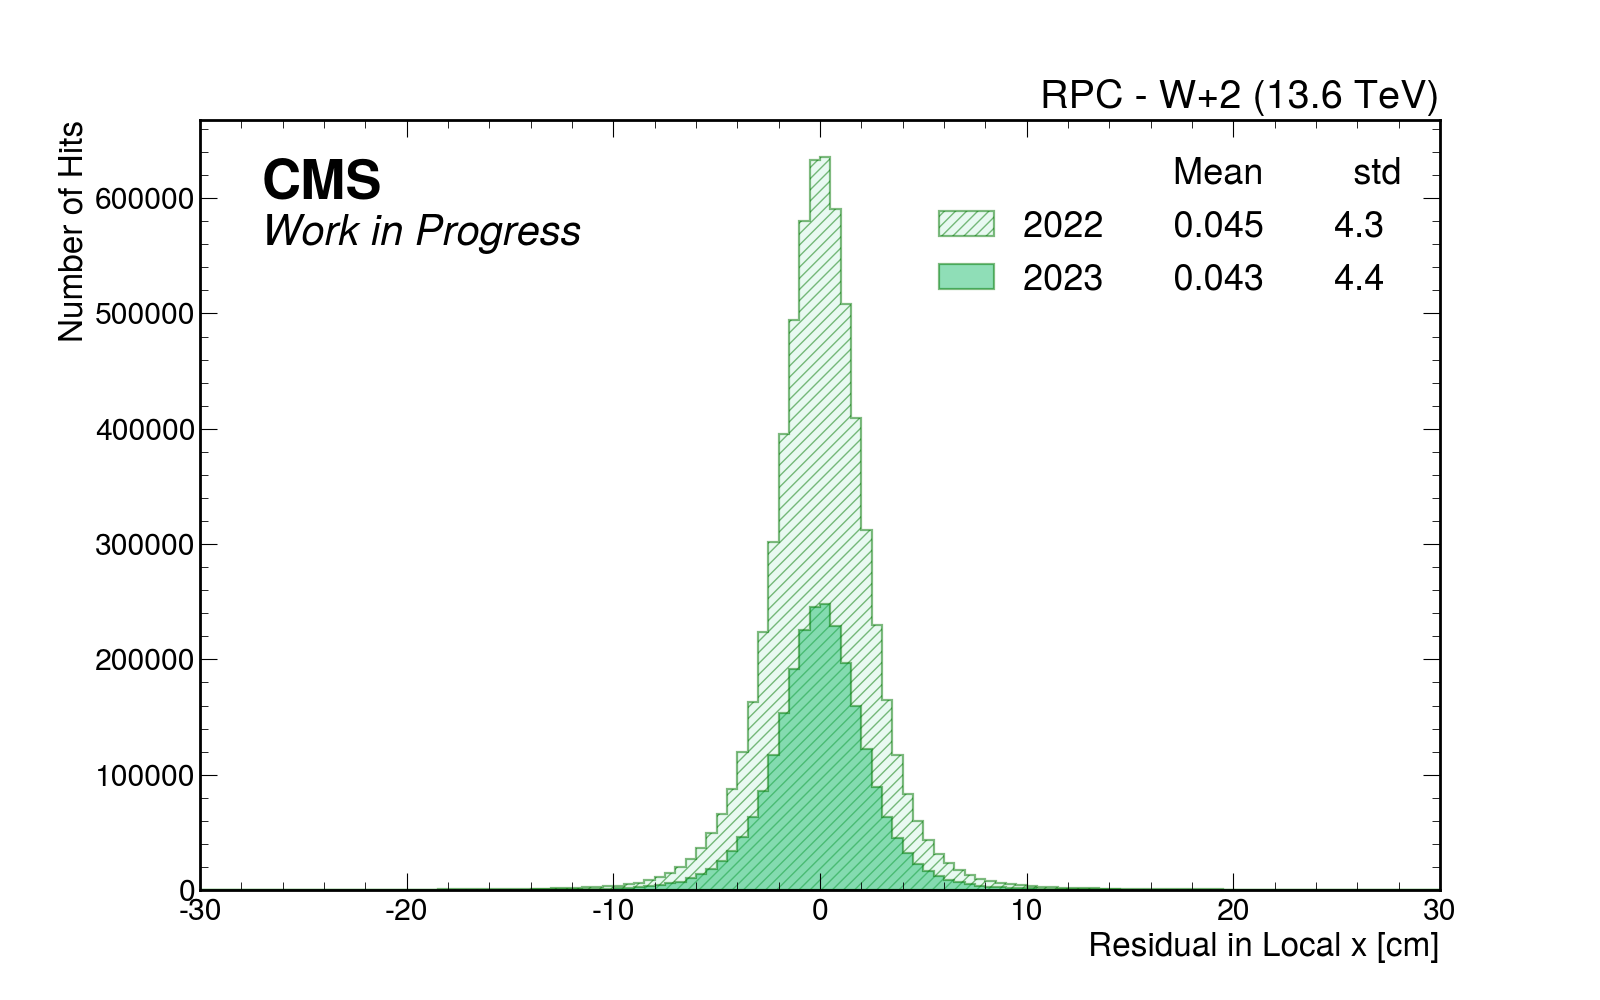 RPC - W+2 (13.6 TeV)
CMS
Work in Progress
Mean std
2022 0.045 4.3
2023 0.043 4.4
Number of Hits
600000
500000
400000
300000
200000
100000
0
-30 -20 -10 0 10 20 30
Residual in Local x [cm]